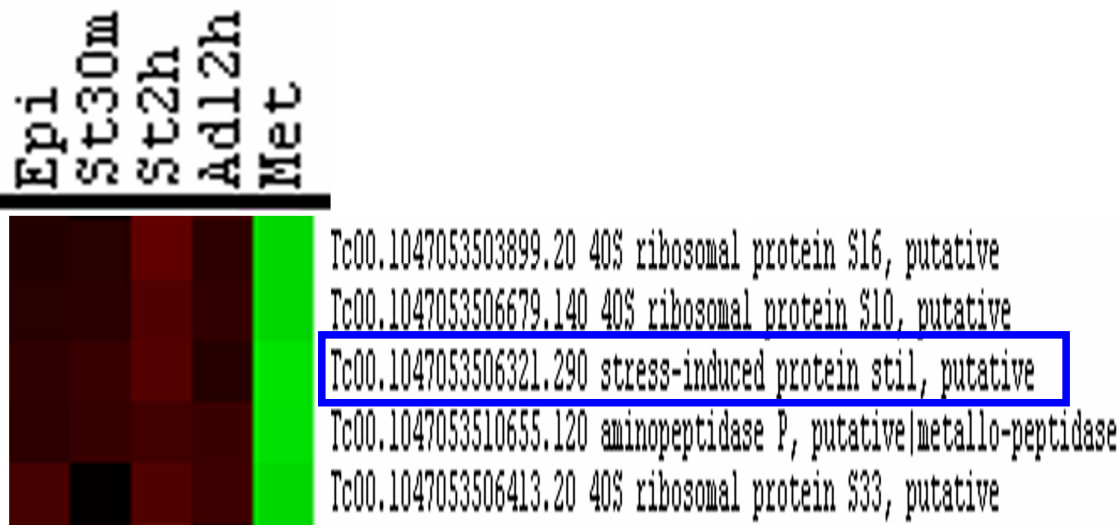 Epi
St30m
St2h
Ad12h
Met
Tc00.1047053503899.20 40S ribosomal protein S16, putative
Tc00.1047053506679.140 40S ribosomal protein S10, putative
Tc00.1047053506321.290 stress-induced protein sti1, putative
Tc00.1047053510655.120 aminopeptidase P, putative|metallo-peptidase
Tc00.1047053506413.20 40S ribosomal protein S33, putative